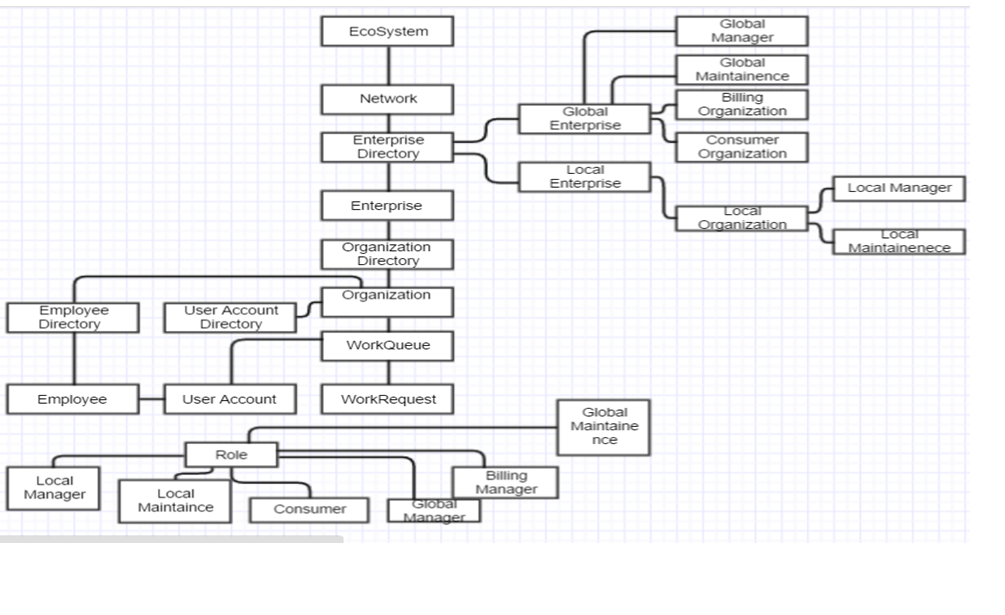 EcoSystem
Global
Manager
Global
Maintainence
Network
Billing
Organization
Global
Enterprise
Enterprise
Directory
Consumer
Organization
Local
Enterprise
Local Manager
Enterprise
Local
Organization
Local
Maintainenece
Organization
Directory
Organization
Employee
Directory
User Account
Directory
WorkQueue
Employee
User Account
WorkRequest
Global
Maintaine
nce
Role
Local
Manager
Local
Maintaince
Consumer
Global
Manager
Billing
Manager